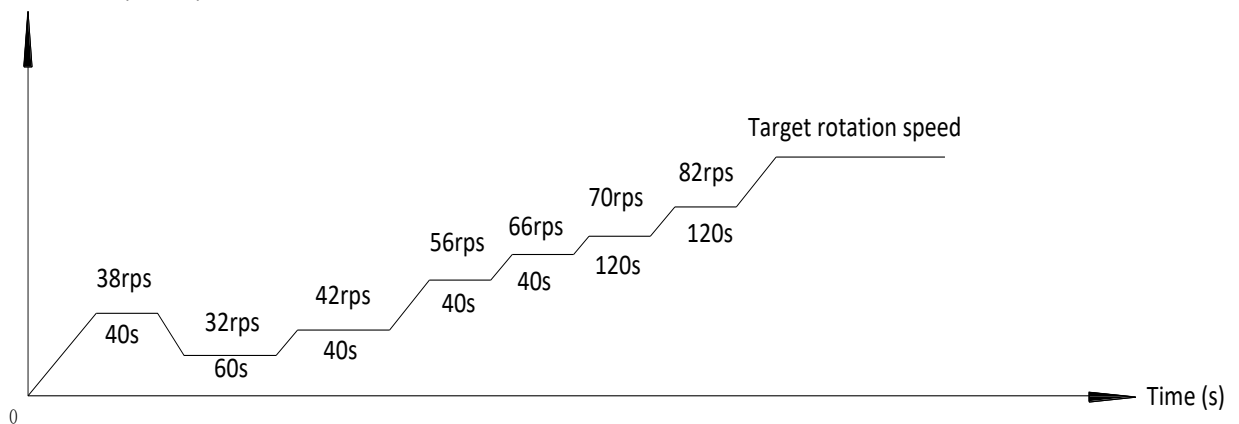 Target rotation speed
82rps
70rps
120s
66rps
120s
56rps
40s
38rps
42rps
40s
32rps
40s
40s
60s
Time (s)
0